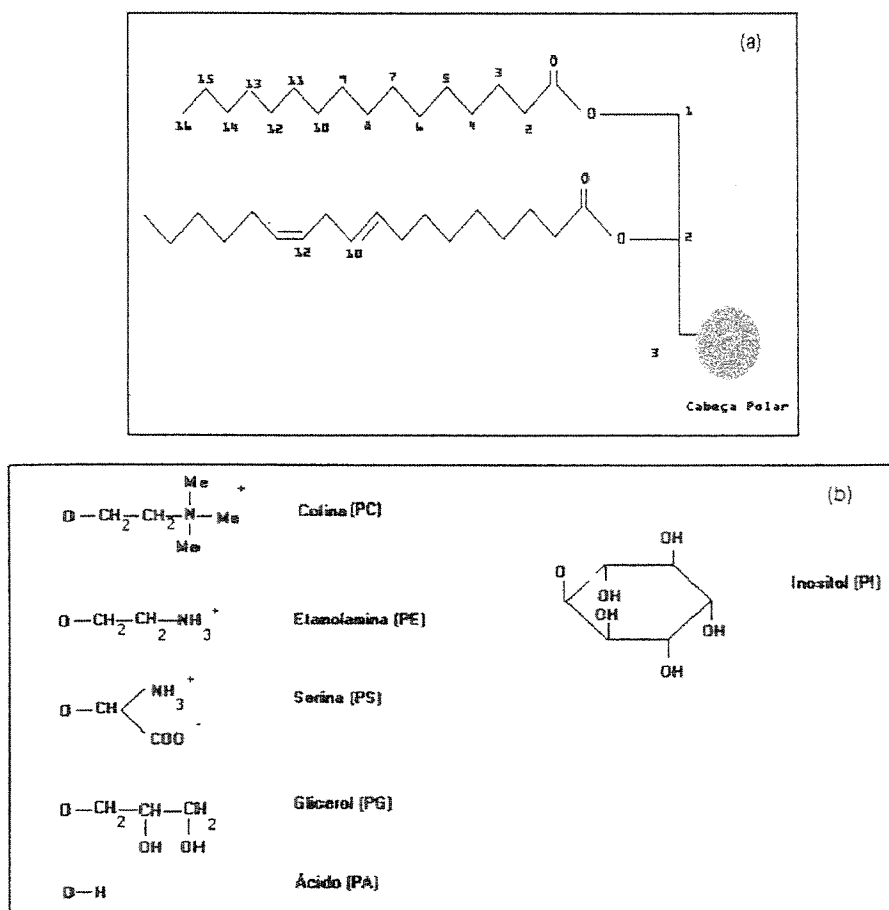 (a)
O
15 13 11 9 7 5 3
O 1
16 14 12 10 8 6 4 2
O
O 2
12 10
3
Cabeça Polar
(b)
Me +
O—CH2—CH2—N—Me
Me
Colina (PC)
O—CH2—CH2—NH3+
Etanolamina (PE)
NH3+
O—CH
COO-
Serina (PS)
O—CH2—CH—CH2
OH OH
Glicerol (PG)
O—H
Ácido (PA)
OH
O OH
OH
OH
OH
Inositol (PI)